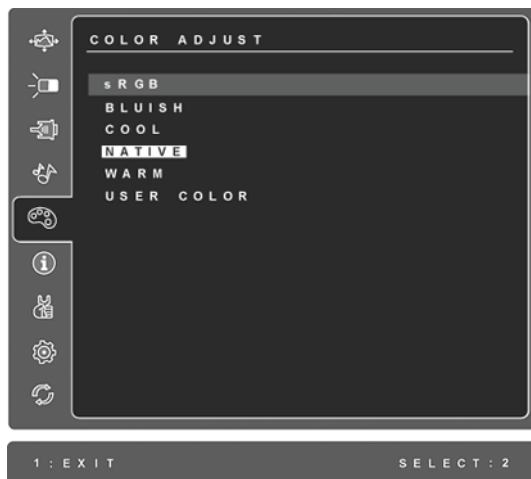 COLOR ADJUST
sRGB
BLUISH
COOL
NATIVE
WARM
USER COLOR
1:EXIT SELECT:2